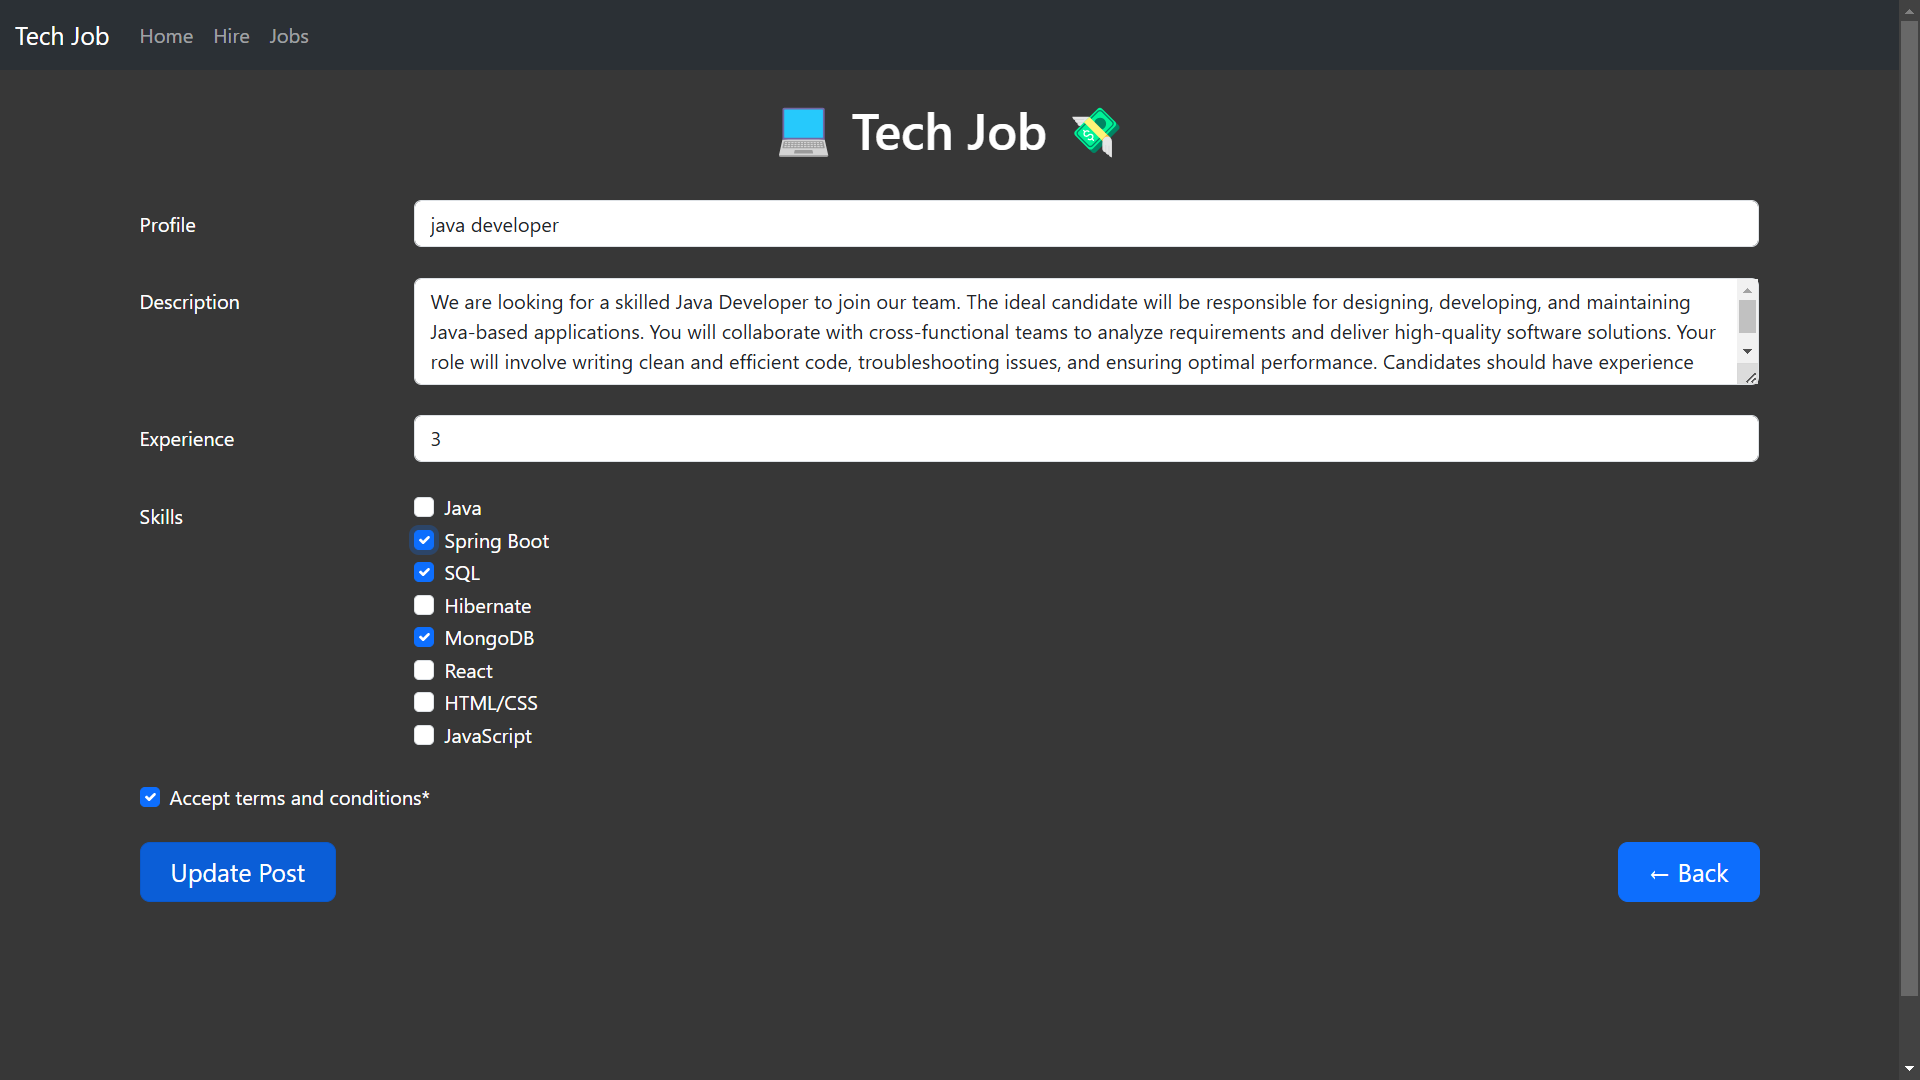 Tech Job Home Hire Jobs
Tech Job
Profile
java developer
Description
We are looking for a skilled Java Developer to join our team. The ideal candidate will be responsible for designing, developing, and maintaining
Java-based applications. You will collaborate with cross-functional teams to analyze requirements and deliver high-quality software solutions. Your
role will involve writing clean and efficient code, troubleshooting issues, and ensuring optimal performance. Candidates should have experience
Experience
3
Skills
Java
Spring Boot
SQL
Hibernate
MongoDB
React
HTML/CSS
JavaScript
Accept terms and conditions*
Update Post
← Back